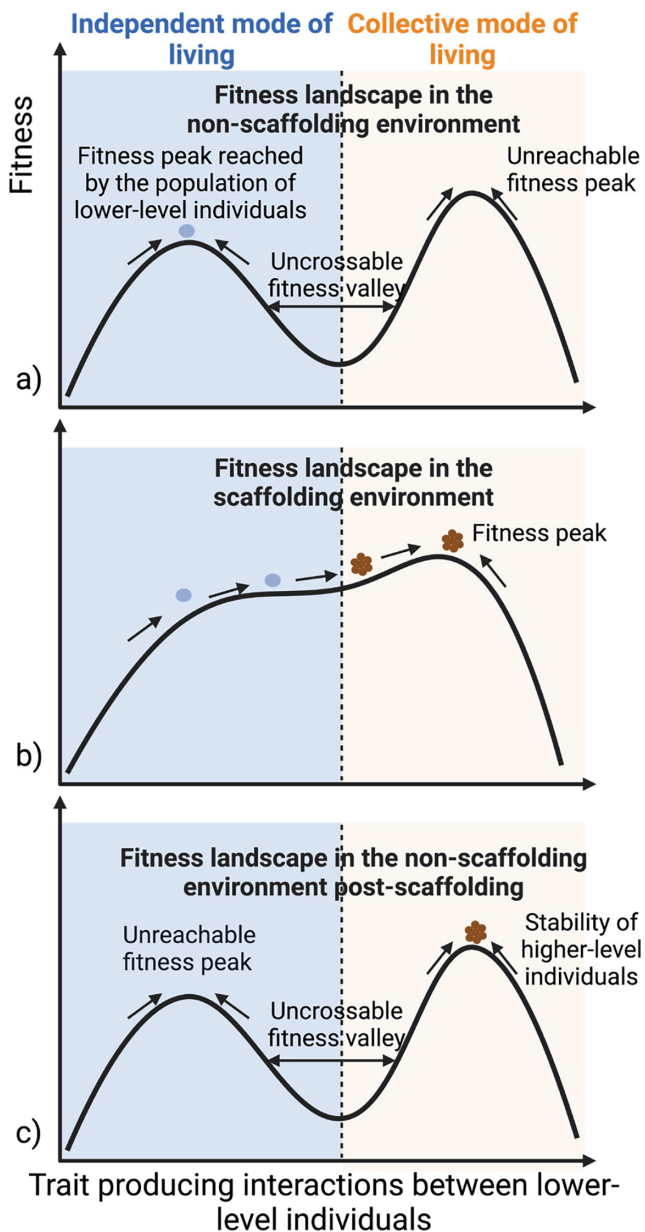 Independent mode of
living
Collective mode of
living
Fitness
Fitness landscape in the
non-scaffolding environment
Fitness peak reached
by the population of
lower-level individuals
Unreachable
fitness peak
Uncrossable
fitness valley
a)
Fitness landscape in the
scaffolding environment
Fitness peak
b)
Fitness landscape in the non-scaffolding
environment post-scaffolding
Unreachable
fitness peak
Stability of
higher-level
individuals
Uncrossable
fitness valley
c)
Trait producing interactions between lower-
level individuals